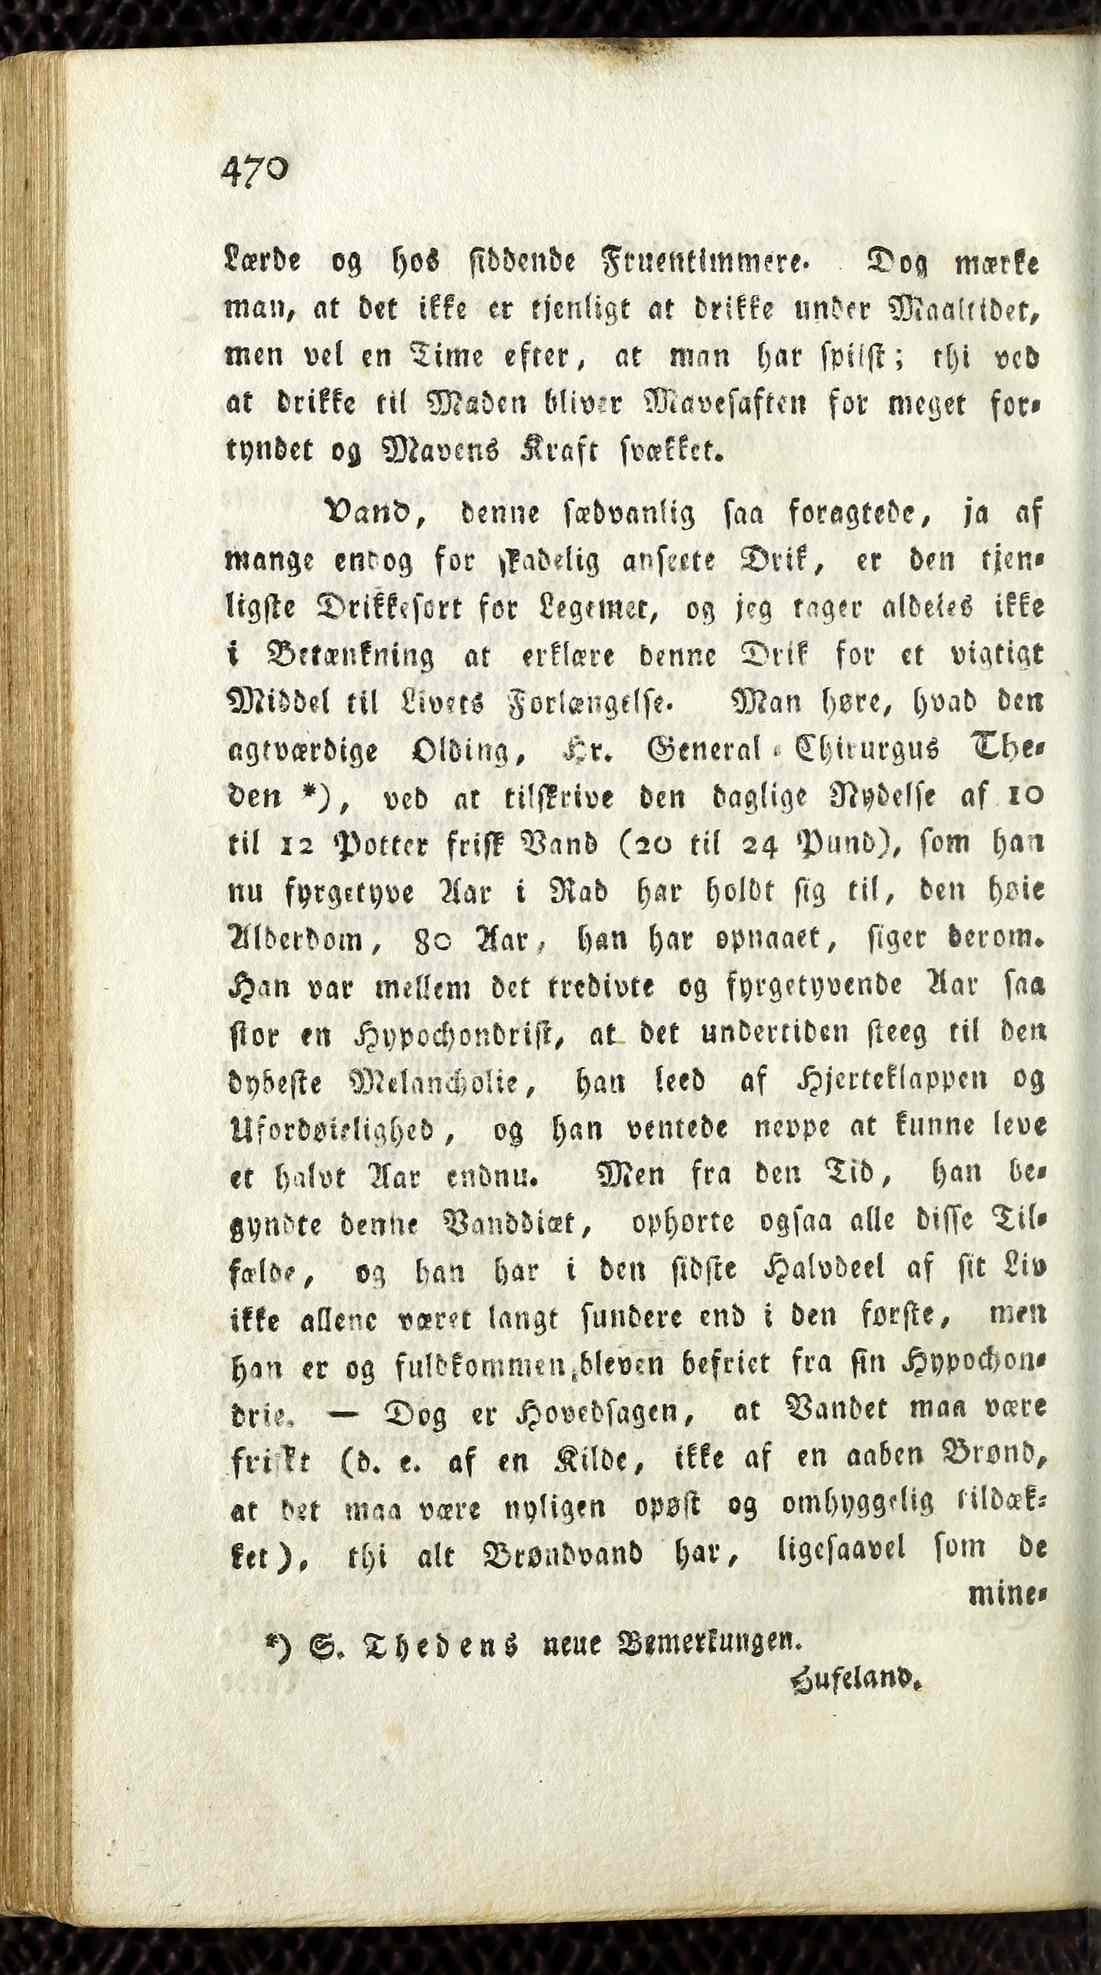 470
Lærde og hos siddende Fruentimmere. Dog mærke
man, at det ikke er tjenligt at drikke under Maaltidet,
men vel en Time efter, at man har spiist; thi ved
at drikke til Maden bliver Mavesaften for meget for-
tyndet og Mavens Kraft svækket.
Vand, denne sædvanlig saa foragtede, ja af
mange endog for skadelig anseete Drik, er den tjen-
ligste Drikkesort for Legemet, og jeg tager aldeles ikke
i Betænkning at erklære denne Drik for et vigtigt
Middel til Livets Forlængelse. Man høre, hvad den
agtværdige Olding, Hr. General-Chirurgus The-
den *), ved at tilskrive den daglige Nydelse af 10
til 12 Potter frisk Vand (20 til 24 Pund), som han
nu fyrgetyve Aar i Rad har holdt sig til, den høie
Alderdom, 80 Aar, han har opnaaet, siger derom.
Han var mellem det tredivte og fyrgetyvende Aar saa
stor en Hypochondrist, at det undertiden steeg til den
dybeste Melancholie, han leed af Hjerteklappen og
Ufordøielighed, og han ventede neppe at kunne leve
et halvt Aar endnu. Men fra den Tid, han be-
gyndte denne Vanddiæt, ophorte ogsaa alle disse Til-
fælde, og han har i den sidste Halvdeel af sit Liv
ikke allene været langt sundere end i den første, men
han er og fuldkommen bleven befriet fra sin Hypochon-
drie. — Dog er Hovedsagen, at Vandet maa være
friskt (d. e. af en Kilde, ikke af en aaben Brønd,
at det maa være nyligen opøst og omhyggelig tildæk-
ket), thi alt Brøndvand har, ligesaavel som de
mine-
*) S. Thedens neue Bemerkungen.
Hufeland.